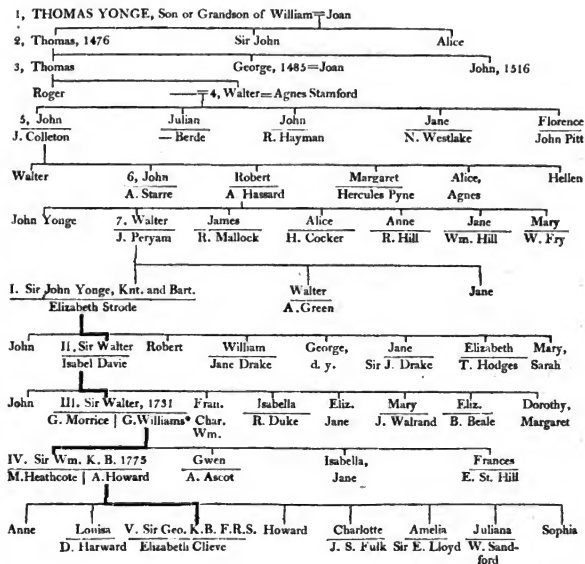 1, THOMAS YONGE, Son or Grandson of William=Joan
2, Thomas, 1476 Sir John Alice
3, Thomas George, 1485=Joan John, 1516
Roger 4, Walter=Agnes Stamford
5, John Julian John Jane Florence
J. Colleton — Berde R. Hayman N. Westlake John Pitt
Walter 6, John Robert Margaret Alice, Hellen
A. Starre A Hassard Hercules Pyne Agnes
John Yonge 7. Walter James Alice Anne Jane Mary
J. Peryam R. Mallock H. Cocker R. Hill Wm. Hill W. Fry
I. Sir John Yonge, Knt. and Bart. Walter Jane
Elizabeth Strode A. Green
John II. Sir Walter Robert William George, Jane Elizabeth Mary,
Isabel Davie Jane Drake d. y. Sir J. Drake T. Hodges Sarah
John III. Sir Walter, 1731 Fran. Isabella Eliz. Mary Eliz. Dorothy,
G. Morrice | G. Williams* Char. R. Duke Jane J. Walrand B. Beale Margaret
Wm.
IV. Sir Wm. K. B. 1775 Gwen Isabella, Frances
M. Heathcote | A. Howard A. Ascot Jane E. St. Hill
Anne Louisa V. Sir Geo. K.B. F.R.S. Howard Charlotte Amelia Juliana Sophia
D. Harward Elizabeth Clieve J. S. Fulk Sir E. Lloyd W. Sand-
ford